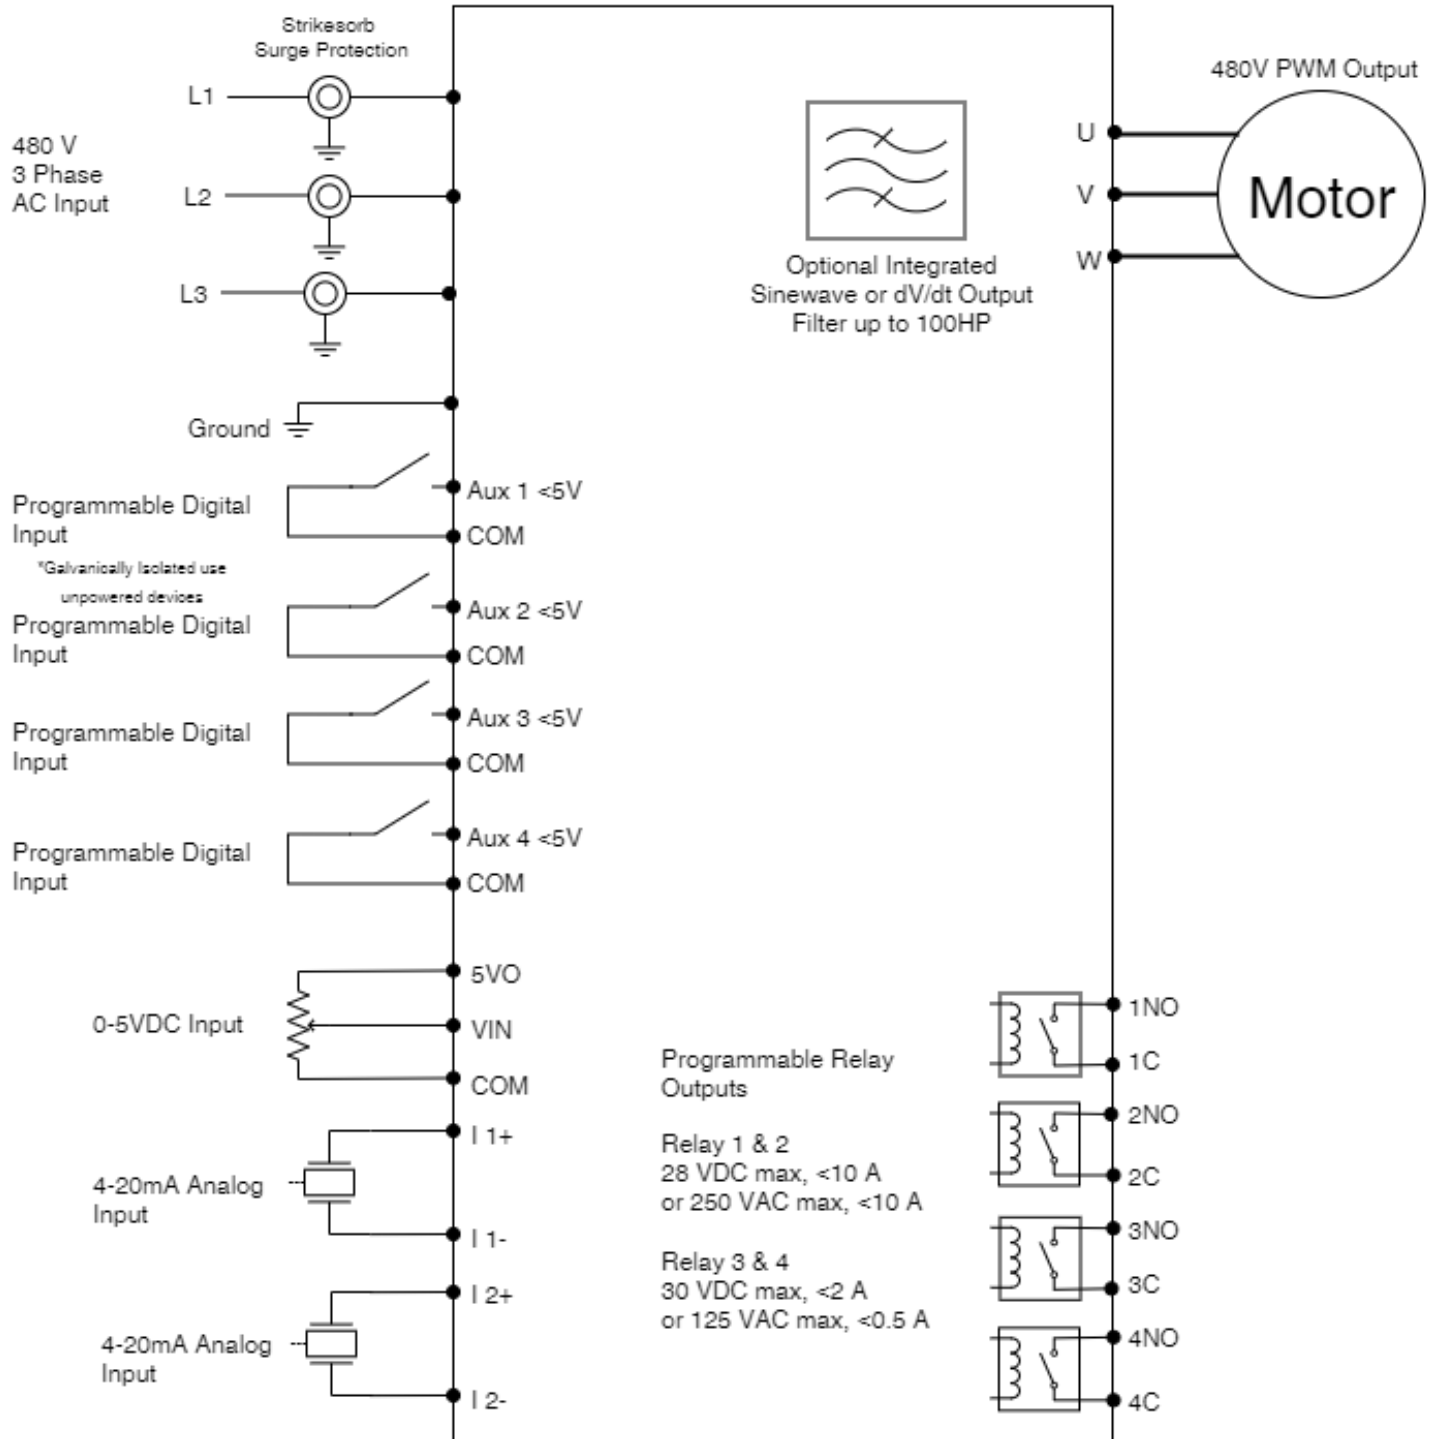 Strikesorb
Surge Protection
L1
480 V
3 Phase
AC Input
L2
L3
Ground
480V PWM Output
U
V
W
Motor
Optional Integrated
Sinewave or dV/dt Output
Filter up to 100HP
Programmable Digital
Input
Aux 1 <5V
COM
*Galvanically Isolated use
unpowered devices
Programmable Digital
Input
Aux 2 <5V
COM
Programmable Digital
Input
Aux 3 <5V
COM
Programmable Digital
Input
Aux 4 <5V
COM
0-5VDC Input
5VO
VIN
COM
4-20mA Analog
Input
I 1+
I 1-
4-20mA Analog
Input
I 2+
I 2-
Programmable Relay
Outputs
Relay 1 & 2
28 VDC max, <10 A
or 250 VAC max, <10 A
Relay 3 & 4
30 VDC max, <2 A
or 125 VAC max, <0.5 A
1NO
1C
2NO
2C
3NO
3C
4NO
4C